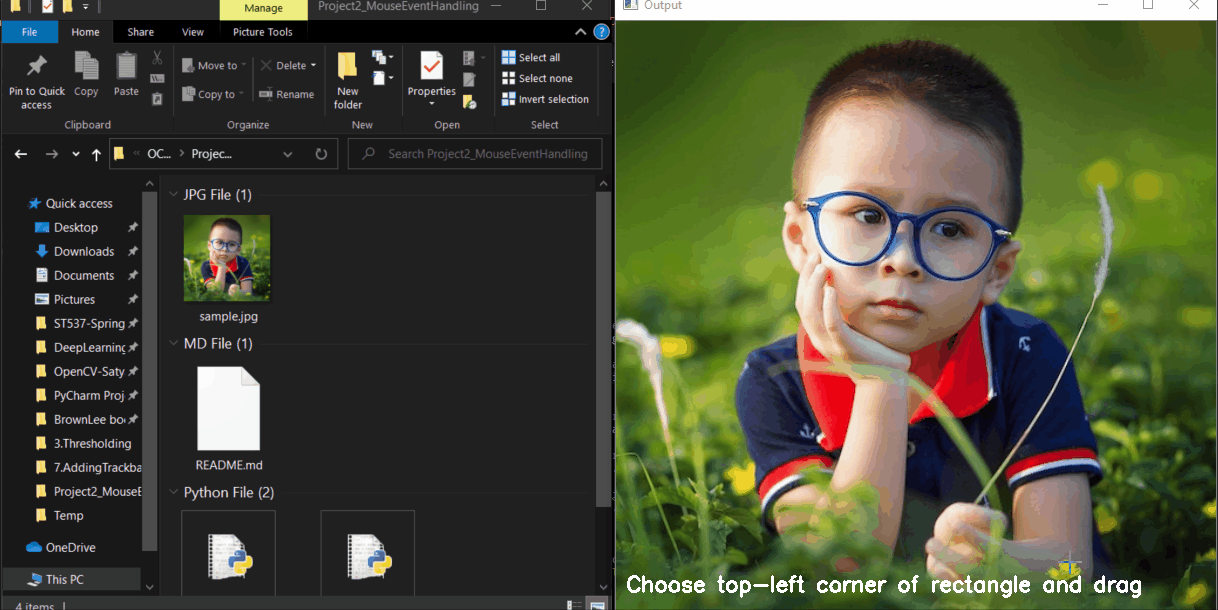 Manage
Project2_MouseEventHandling
File
Home
Share
View
Picture Tools
Pin to Quick
access
Copy
Paste
Move to
Copy to
Delete
Rename
New
folder
Properties
Select all
Select none
Invert selection
Clipboard
Organize
New
Open
Select
OC...
Projec...
Search Project2_MouseEventHandling
Quick access
Desktop
Downloads
Documents
Pictures
ST537-Spring
DeepLearning
OpenCV-Saty
PyCharm Proj
BrownLee bo
3.Thresholding
7.AddingTrackba
Project2_MouseE
Temp
OneDrive
This PC
4 items
JPG File (1)
sample.jpg
MD File (1)
README.md
Python File (2)
Output
Choose top-left corner of rectangle and drag